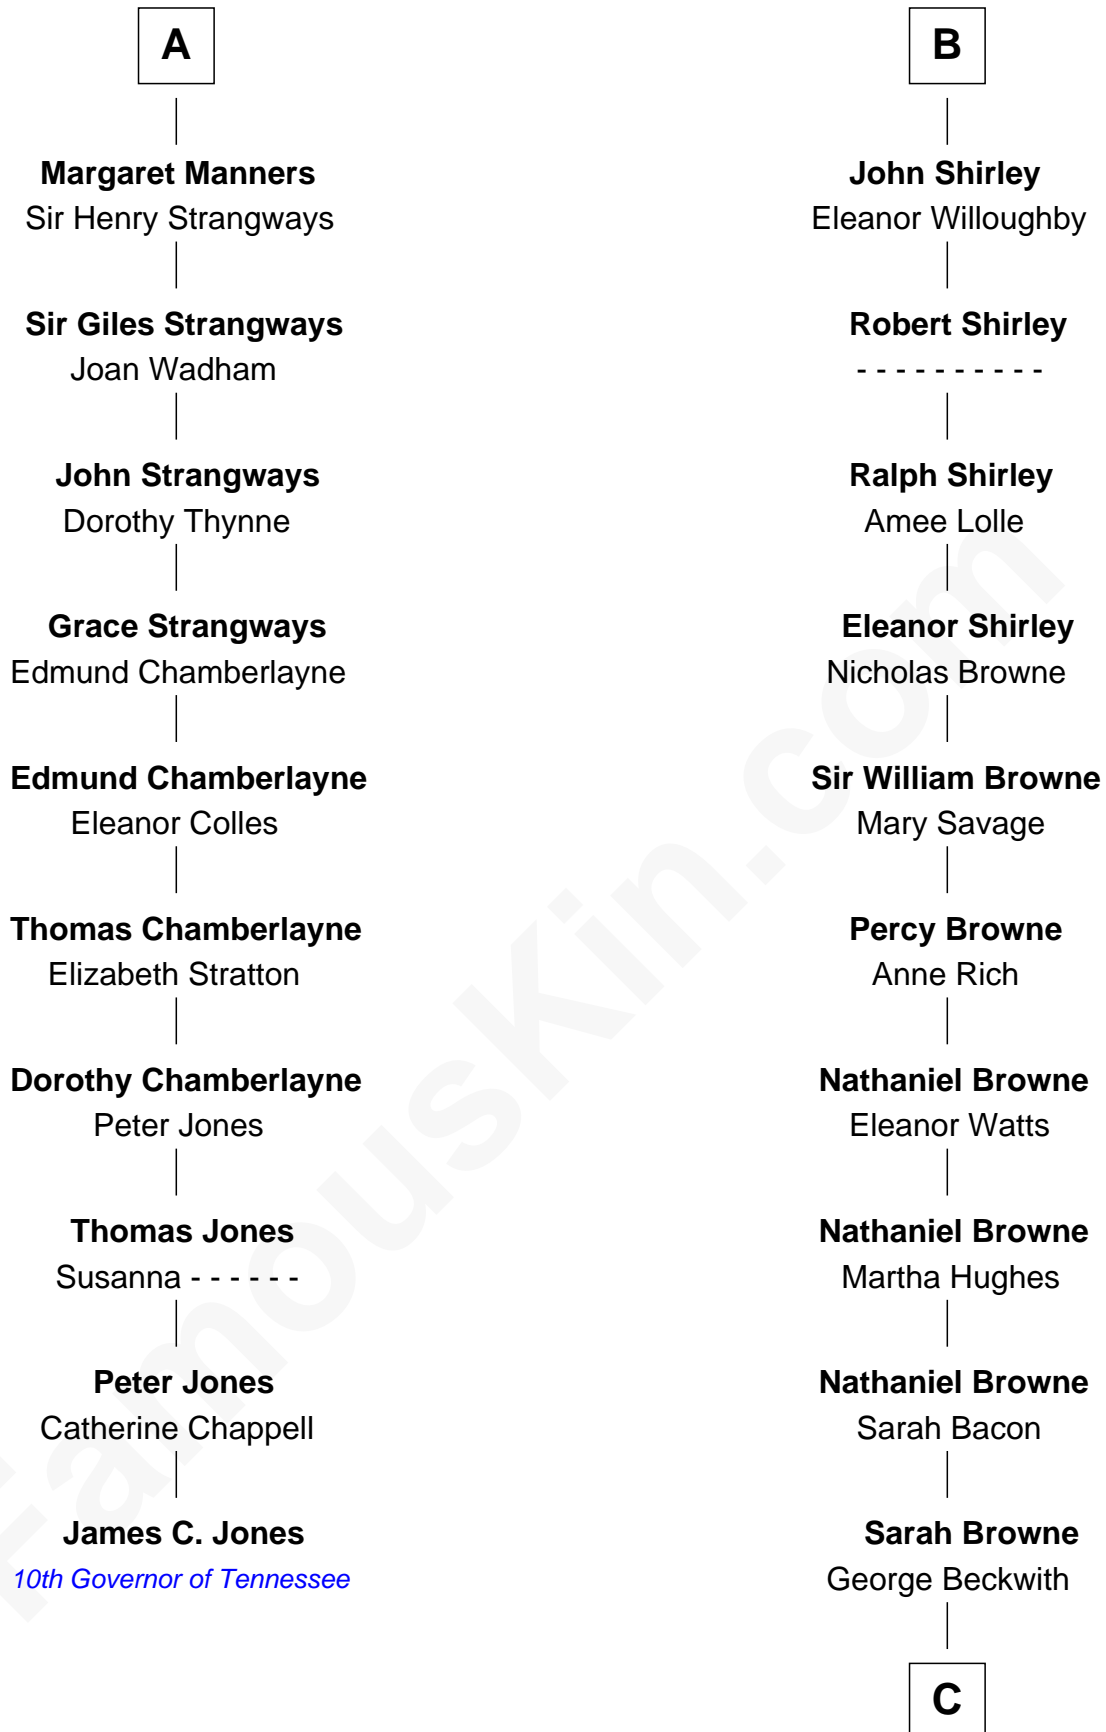 A
Margaret Manners
Sir Henry Strangways
Sir Giles Strangways
Joan Wadham
John Strangways
Dorothy Thynne
Grace Strangways
Edmund Chamberlayne
Edmund Chamberlayne
Eleanor Colles
Thomas Chamberlayne
Elizabeth Stratton
Dorothy Chamberlayne
Peter Jones
Thomas Jones
Susanna - - - - - -
Peter Jones
Catherine Chappell
James C. Jones
10th Governor of Tennessee
B
John Shirley
Eleanor Willoughby
Robert Shirley
- - - - - - - - - -
Ralph Shirley
Amee Lolle
Eleanor Shirley
Nicholas Browne
Sir William Browne
Mary Savage
Percy Browne
Anne Rich
Nathaniel Browne
Eleanor Watts
Nathaniel Browne
Martha Hughes
Nathaniel Browne
Sarah Bacon
Sarah Browne
George Beckwith
C
FamousKin.com